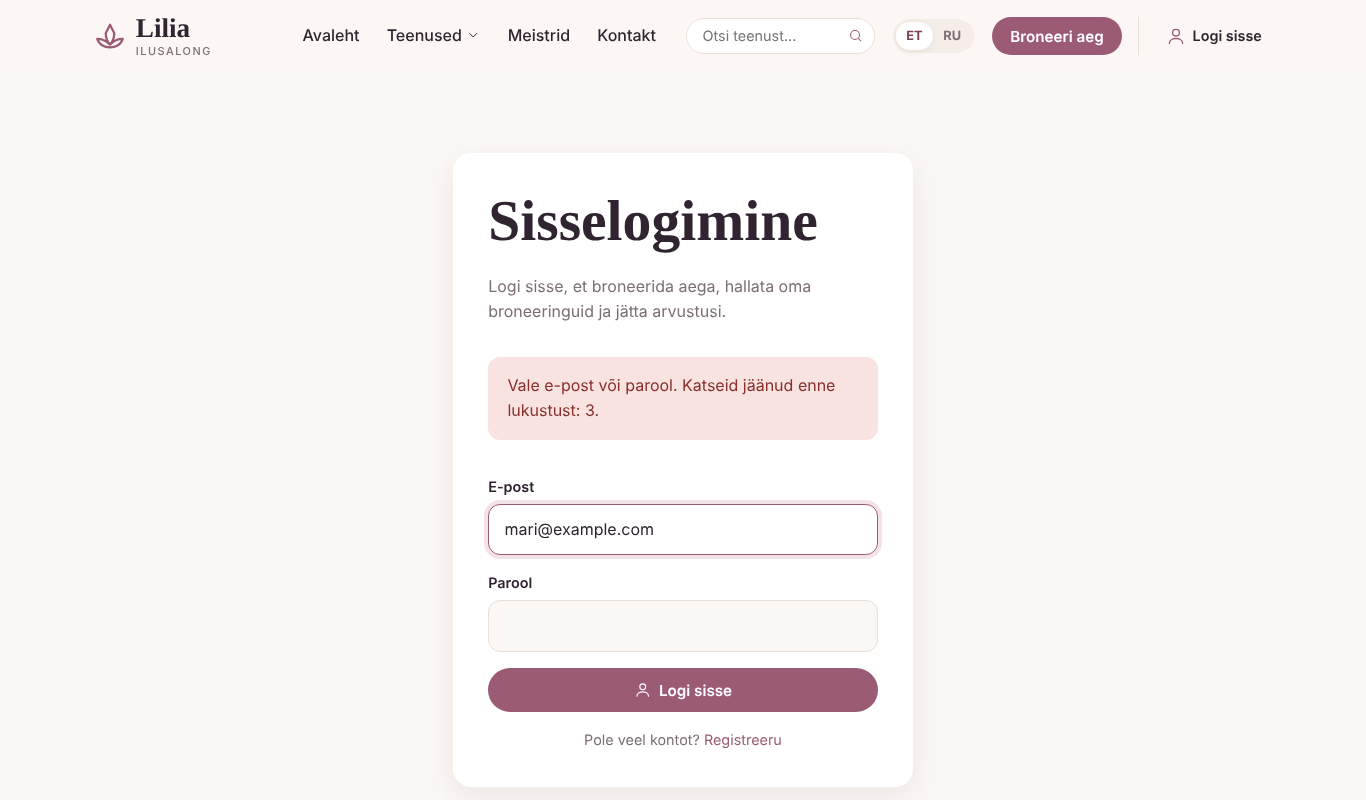 Lilia
ILUSALONG
Avaleht
Teenused
Meistrid
Kontakt
Otsi teenust...
ET
RU
Broneeri aeg
Logi sisse
Sisselogimine
Logi sisse, et broneerida aega, hallata oma
broneeringuid ja jätta arvustusi.
Vale e-post või parool. Katseid jäänud enne
lukustust: 3.
E-post
mari@example.com
Parool
Logi sisse
Pole veel kontot? Registreeru